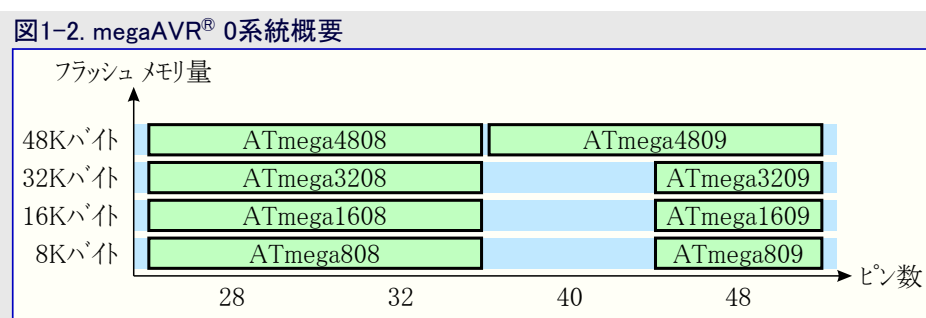 図1-2. megaAVR® 0系統概要
フラッシュ メモリ量
48Kバイト ATmega4808 ATmega4809
32Kバイト ATmega3208 ATmega3209
16Kバイト ATmega1608 ATmega1609
8Kバイト ATmega808 ATmega809
ピン数
28 32 40 48